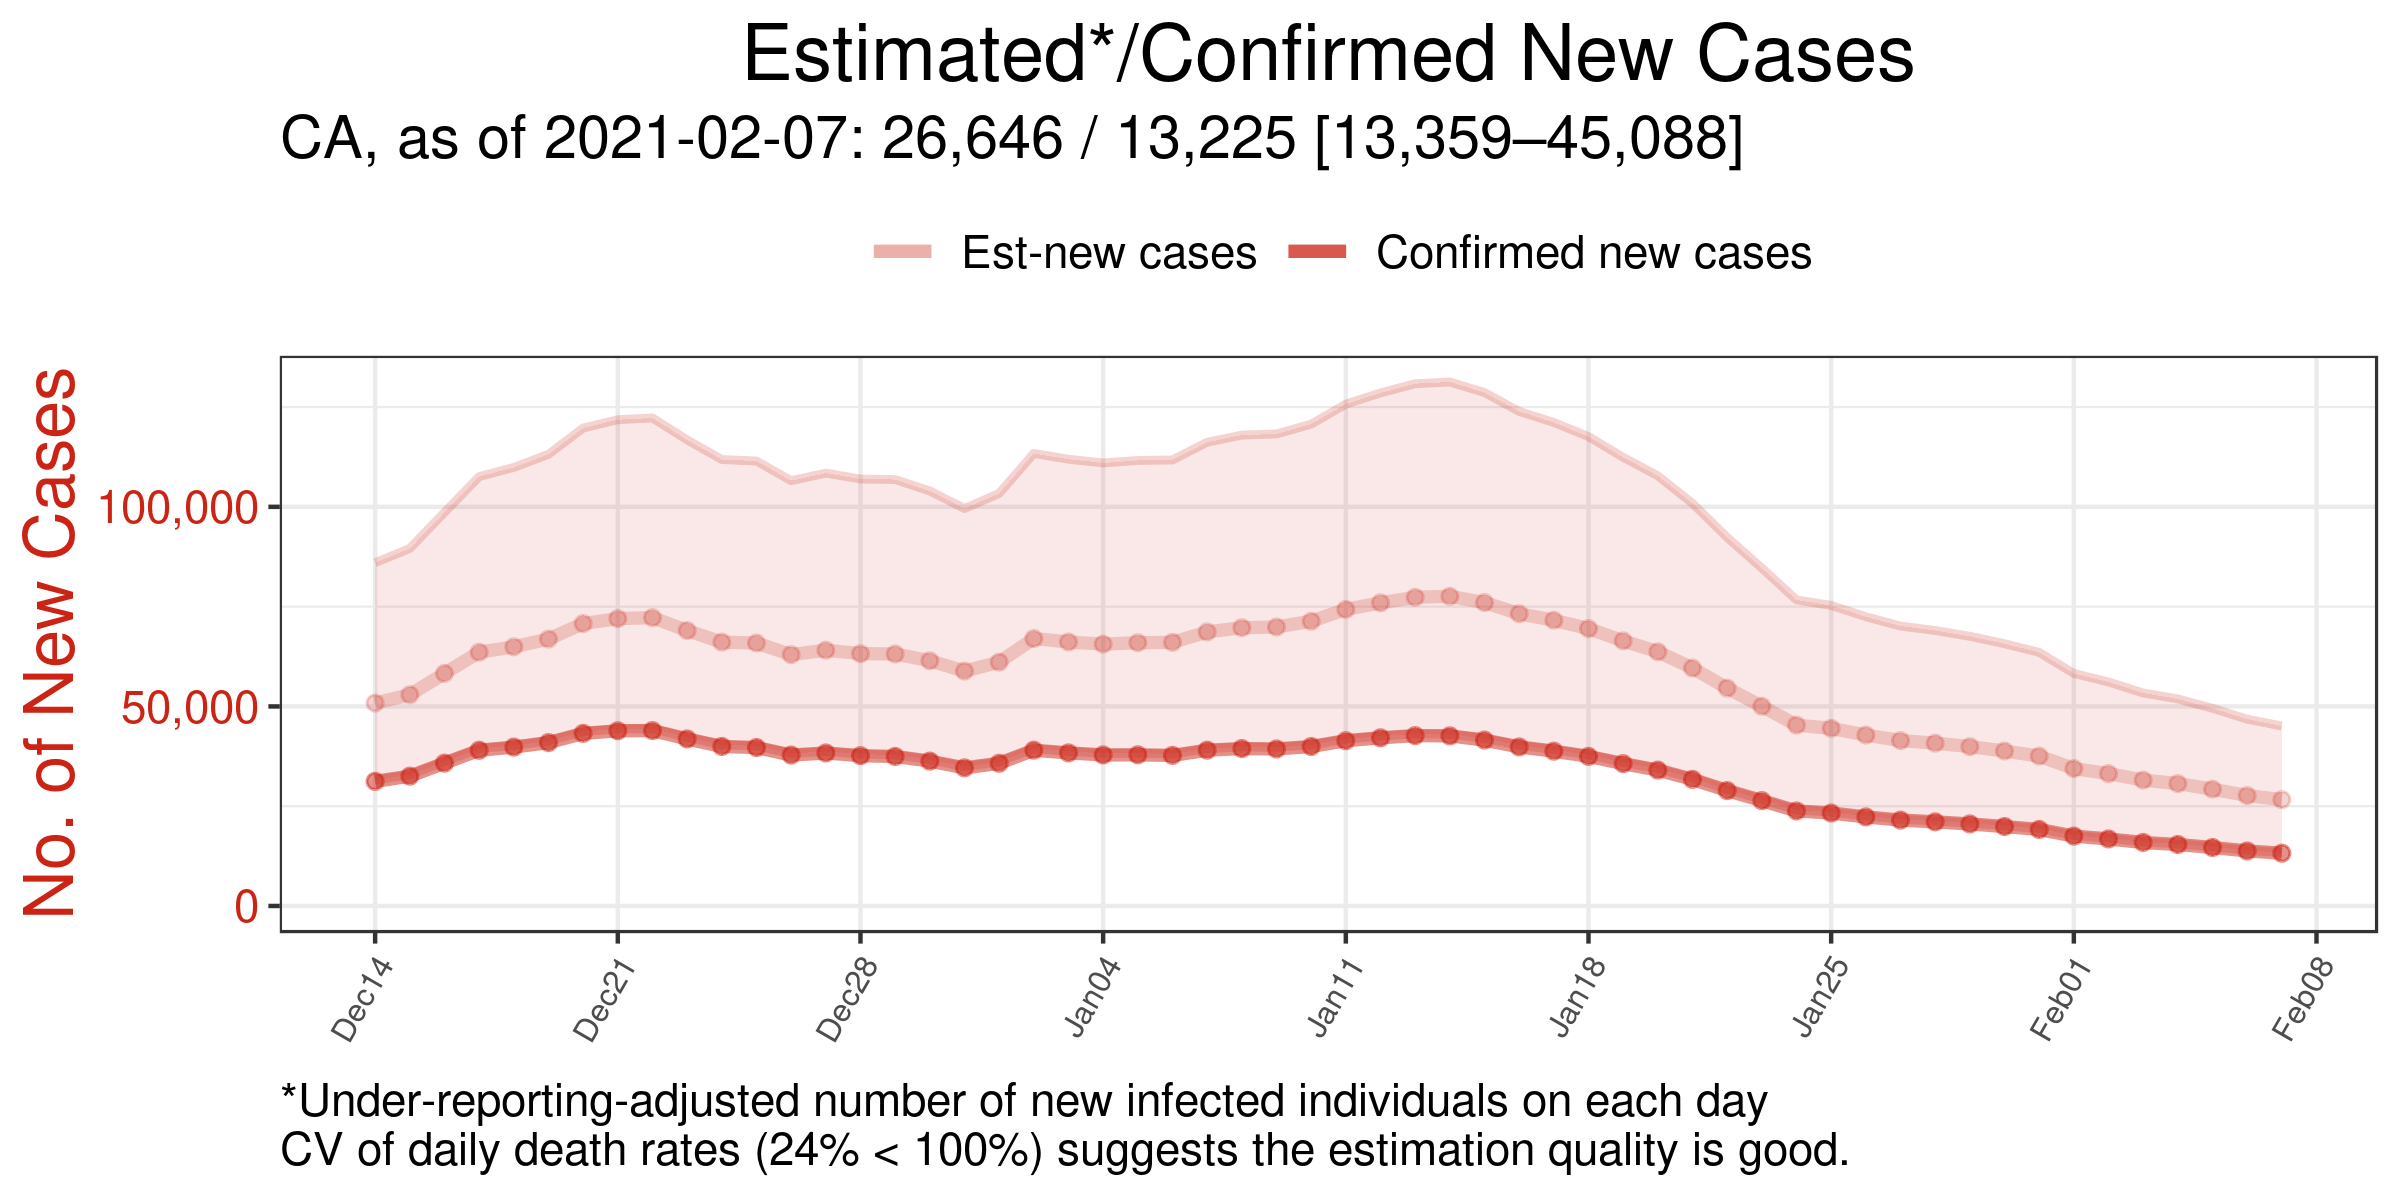 Estimated*/Confirmed New Cases
CA, as of 2021-02-07: 26,646 / 13,225 [13,359–45,088]
Est-new cases
Confirmed new cases
No. of New Cases
100,000
50,000
0
Dec14
Dec21
Dec28
Jan04
Jan11
Jan18
Jan25
Feb01
Feb08
*Under-reporting-adjusted number of new infected individuals on each day
CV of daily death rates (24% < 100%) suggests the estimation quality is good.